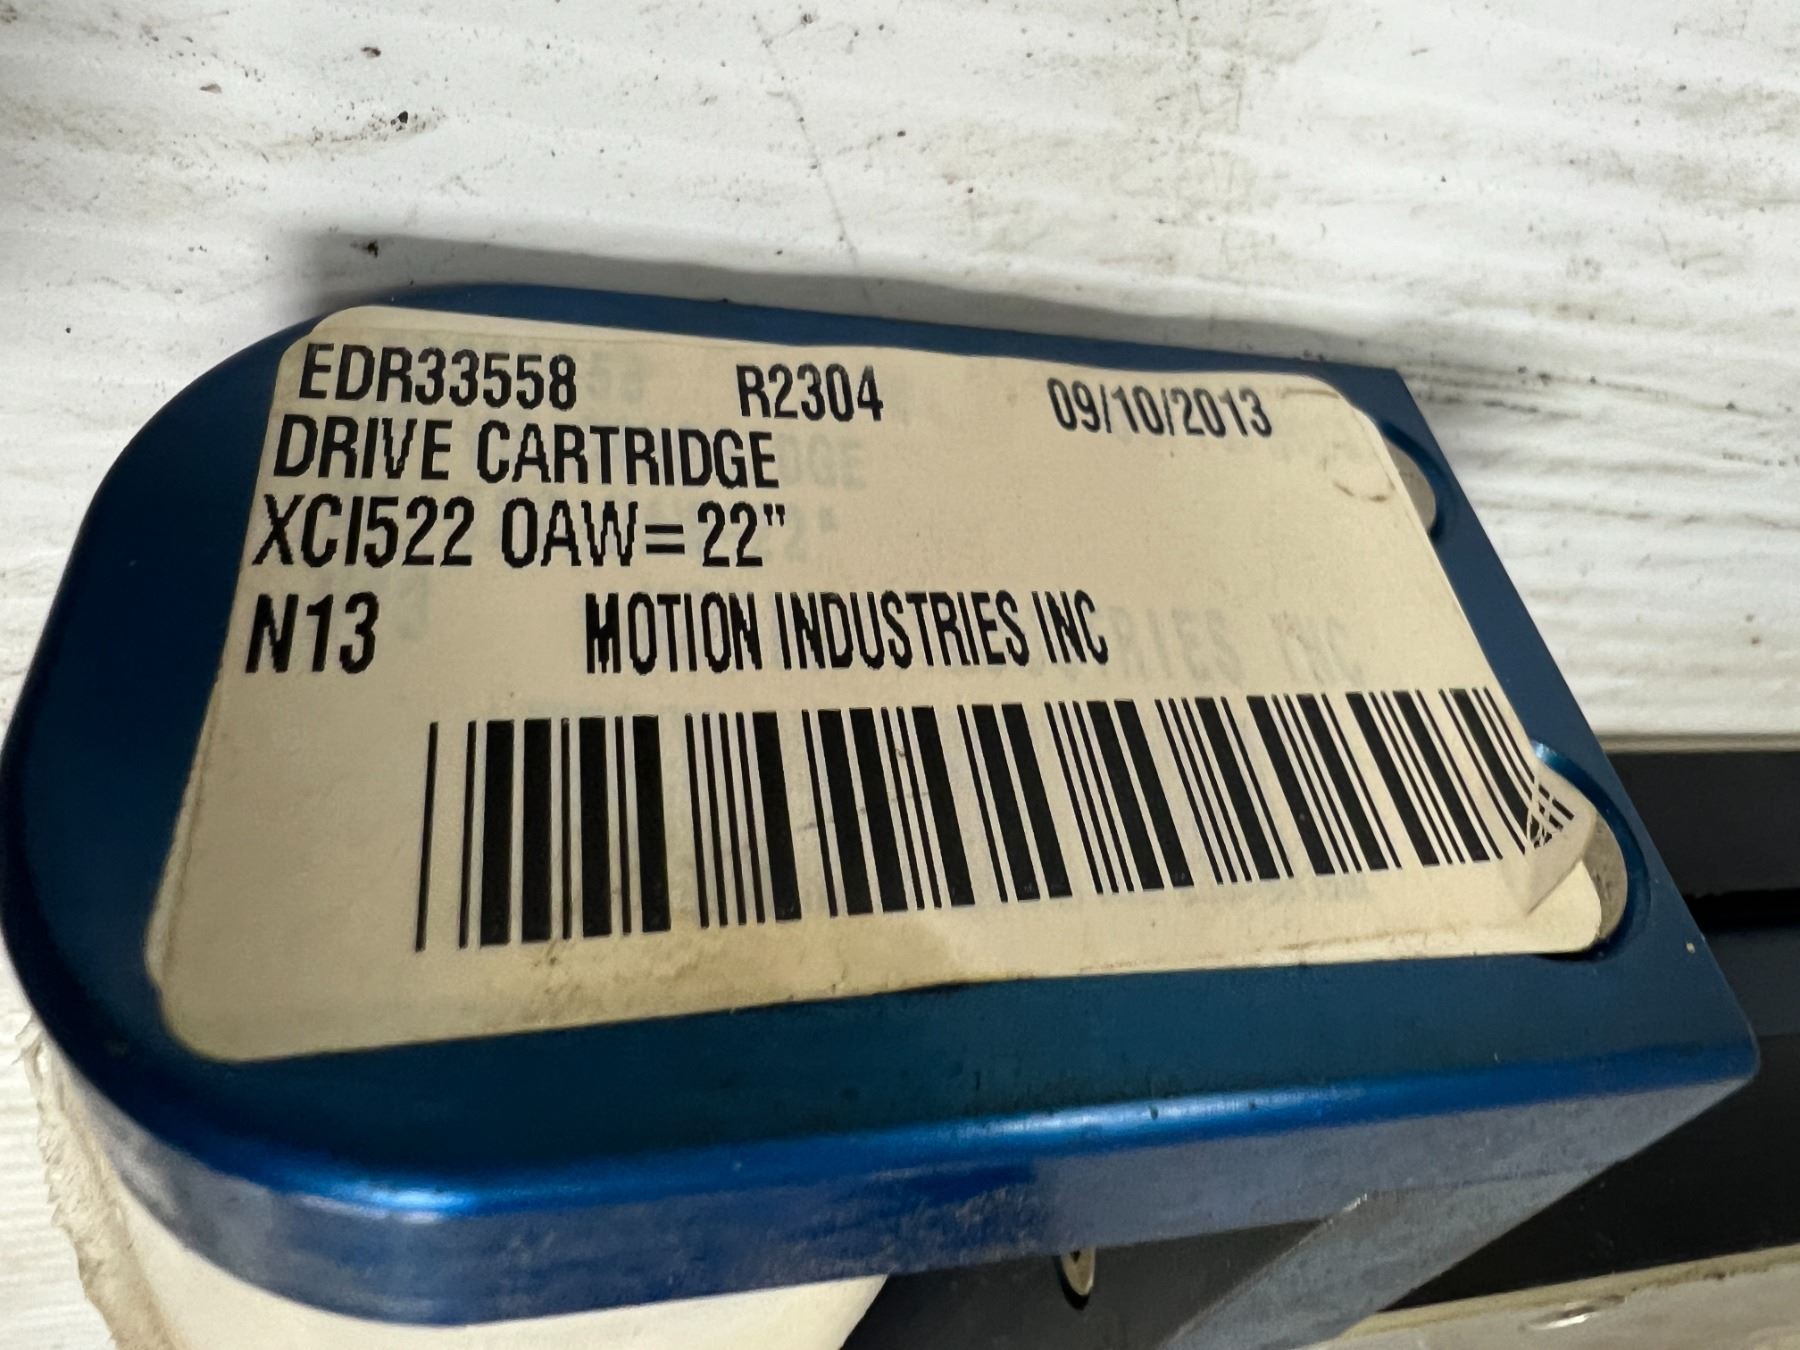 EDR33558 R2304 09/10/2013
DRIVE CARTRIDGE
XCI522 OAW=22"
N13 MOTION INDUSTRIES INC